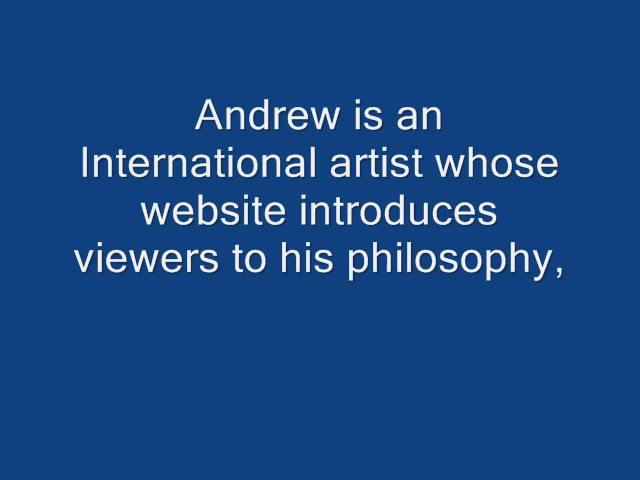 Andrew is an
International artist whose
website introduces
viewers to his philosophy,